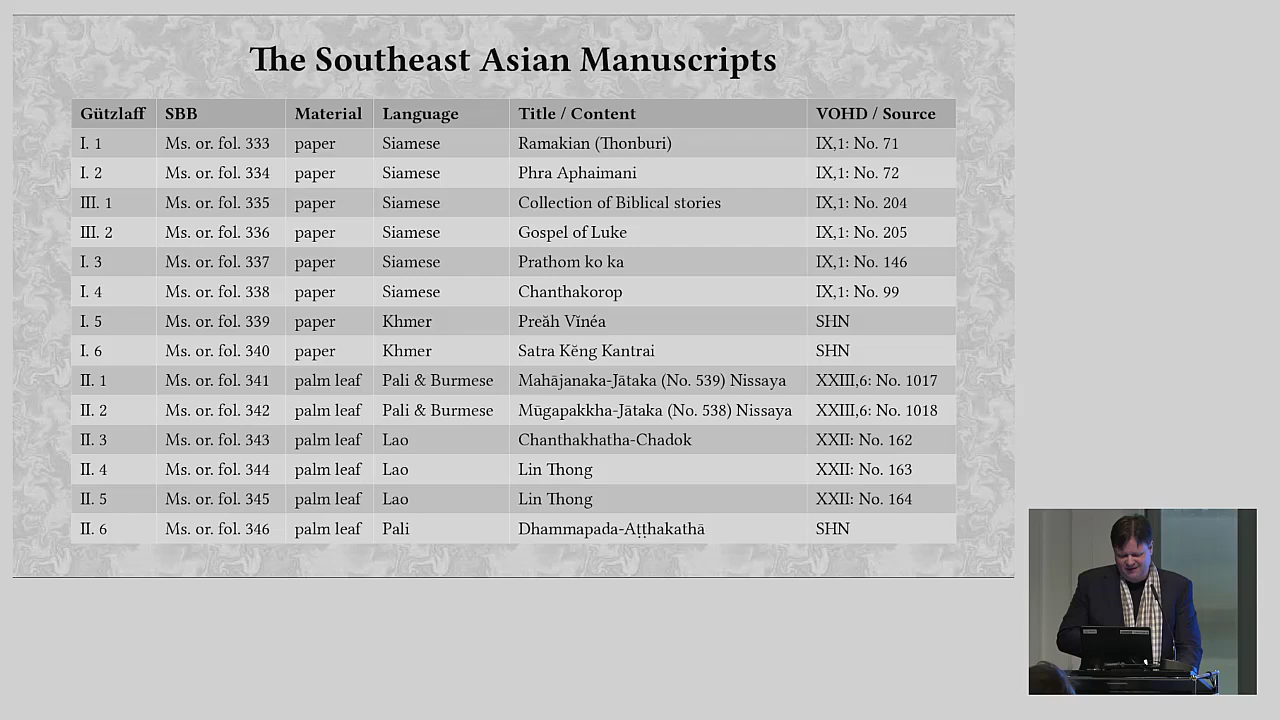 The Southeast Asian Manuscripts
Gützlaff SBB Material Language Title / Content VOHD / Source
I. 1 Ms. or. fol. 333 paper Siamese Ramakian (Thonburi) IX,1: No. 71
I. 2 Ms. or. fol. 334 paper Siamese Phra Aphaimani IX,1: No. 72
III. 1 Ms. or. fol. 335 paper Siamese Collection of Biblical stories IX,1: No. 204
III. 2 Ms. or. fol. 336 paper Siamese Gospel of Luke IX,1: No. 205
I. 3 Ms. or. fol. 337 paper Siamese Prathom ko ka IX,1: No. 146
I. 4 Ms. or. fol. 338 paper Siamese Chanthakorop IX,1: No. 99
I. 5 Ms. or. fol. 339 paper Khmer Preăh Vĭnéa SHN
I. 6 Ms. or. fol. 340 paper Khmer Satra Kĕng Kantrai SHN
II. 1 Ms. or. fol. 341 palm leaf Pali & Burmese Mahājanaka-Jātaka (No. 539) Nissaya XXIII,6: No. 1017
II. 2 Ms. or. fol. 342 palm leaf Pali & Burmese Mūgapakkha-Jātaka (No. 538) Nissaya XXIII,6: No. 1018
II. 3 Ms. or. fol. 343 palm leaf Lao Chanthakhatha-Chadok XXII: No. 162
II. 4 Ms. or. fol. 344 palm leaf Lao Lin Thong XXII: No. 163
II. 5 Ms. or. fol. 345 palm leaf Lao Lin Thong XXII: No. 164
II. 6 Ms. or. fol. 346 palm leaf Pali Dhammapada-Aṭṭhakathā SHN